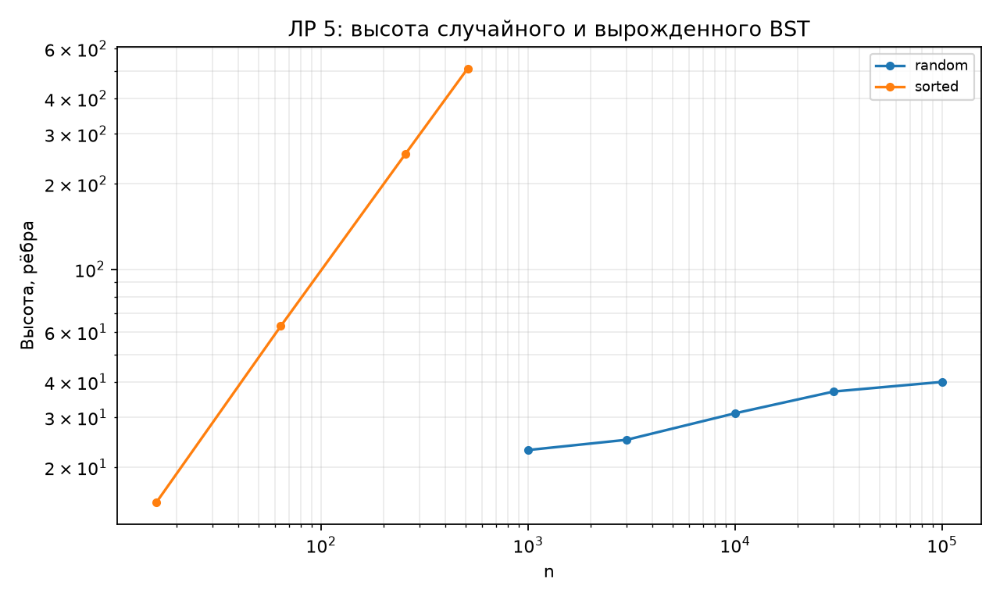 ЛР 5: высота случайного и вырожденного BST
random
sorted
Высота, рёбра
6 × 10²
4 × 10²
3 × 10²
2 × 10²
10²
6 × 10¹
4 × 10¹
3 × 10¹
2 × 10¹
10² 10³ 10⁴ 10⁵
n